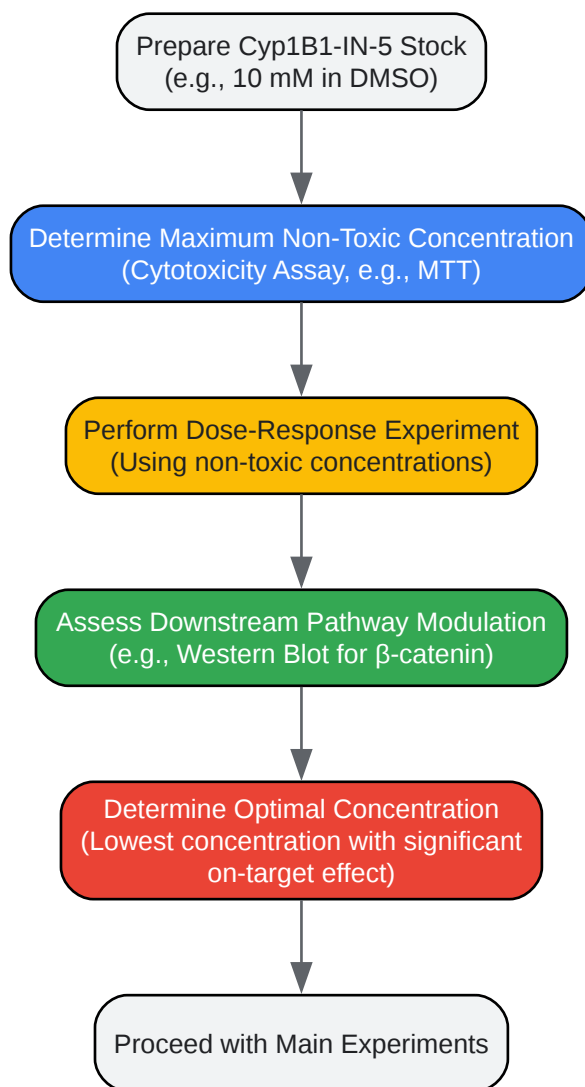 Prepare Cyp1B1-IN-5 Stock
(e.g., 10 mM in DMSO)
Determine Maximum Non-Toxic Concentration
(Cytotoxicity Assay, e.g., MTT)
Perform Dose-Response Experiment
(Using non-toxic concentrations)
Assess Downstream Pathway Modulation
(e.g., Western Blot for β-catenin)
Determine Optimal Concentration
(Lowest concentration with significant
on-target effect)
Proceed with Main Experiments